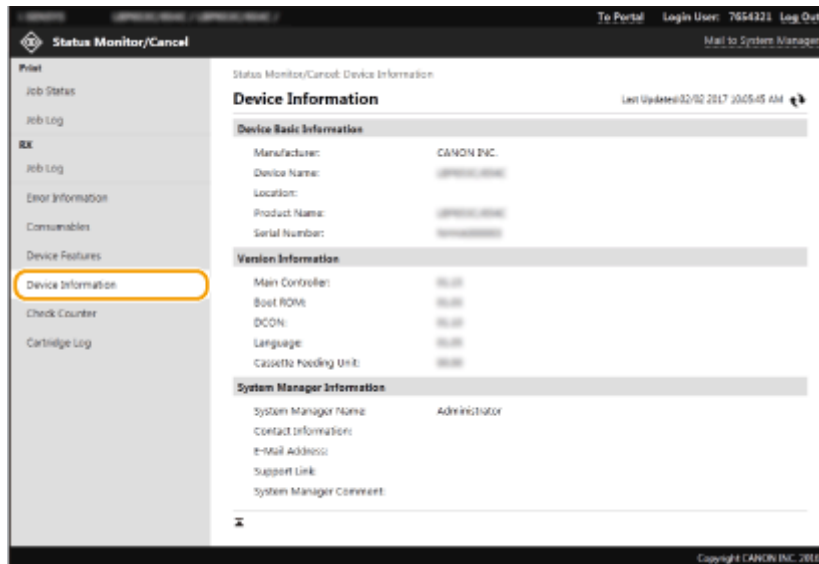 To Portal Login User: 7654321 Log Out
Status Monitor/Cancel
Mail to System Manager
Print
Job Status
Job Log
RX
Job Log
Error Information
Consumables
Device Features
Device Information
Check Counter
Cartridge Log
Status Monitor/Cancel: Device Information
Device Information
Last Updated:02/02 2017 10:05:45 AM
Device Basic Information
Manufacturer: CANON INC.
Device Name:
Location:
Product Name:
Serial Number:
Version Information
Main Controller:
Boot ROM:
DCON:
Language:
Cassette Feeding Unit:
System Manager Information
System Manager Name: Administrator
Contact Information:
E-Mail Address:
Support Link:
System Manager Comment:
Copyright CANON INC. 2016